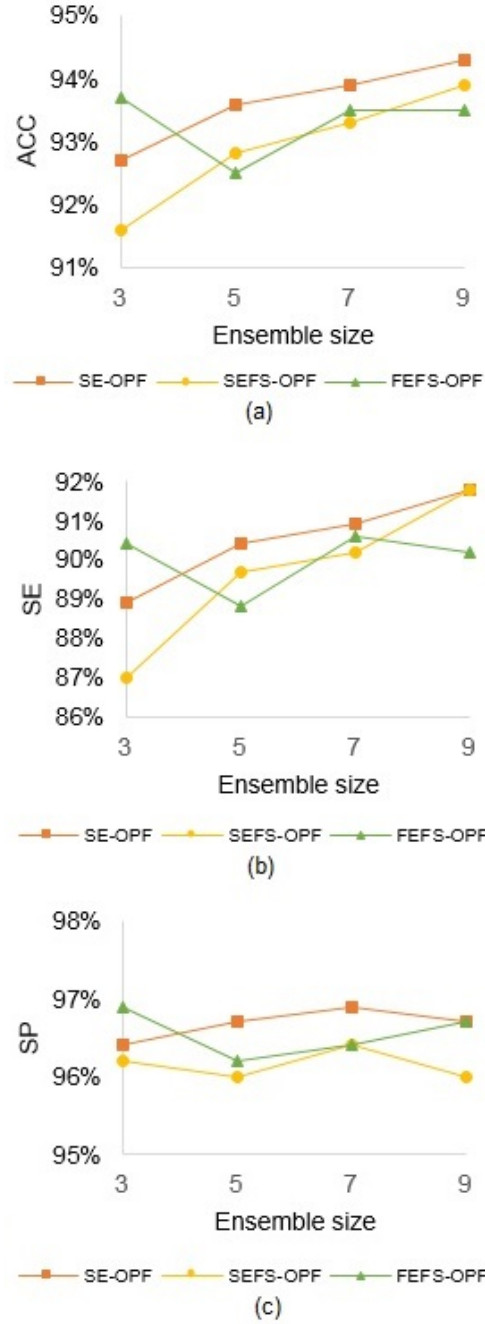 95%
94%
93%
92%
91%
ACC
3 5 7 9
Ensemble size
SE-OPF SEFS-OPF FEFS-OPF
(a)
92%
91%
90%
89%
88%
87%
86%
SE
3 5 7 9
Ensemble size
SE-OPF SEFS-OPF FEFS-OPF
(b)
98%
97%
96%
95%
SP
3 5 7 9
Ensemble size
SE-OPF SEFS-OPF FEFS-OPF
(c)